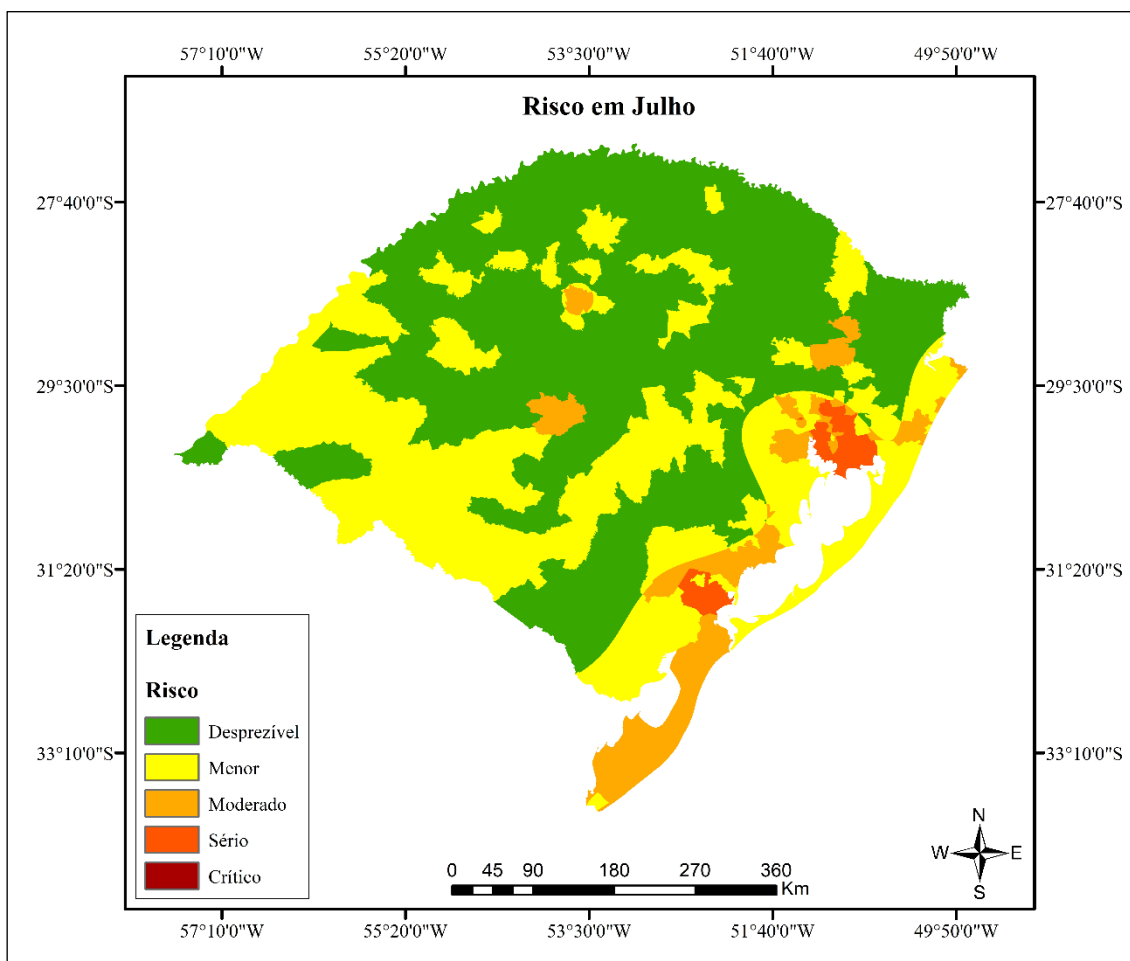 57°10'0"W 55°20'0"W 53°30'0"W 51°40'0"W 49°50'0"W
Risco em Julho
27°40'0"S 27°40'0"S
29°30'0"S 29°30'0"S
31°20'0"S 31°20'0"S
Legenda
Risco
Desprezível
Menor
Moderado
Sério
Crítico
33°10'0"S 33°10'0"S
N
W E
S
0 45 90 180 270 360
Km
57°10'0"W 55°20'0"W 53°30'0"W 51°40'0"W 49°50'0"W